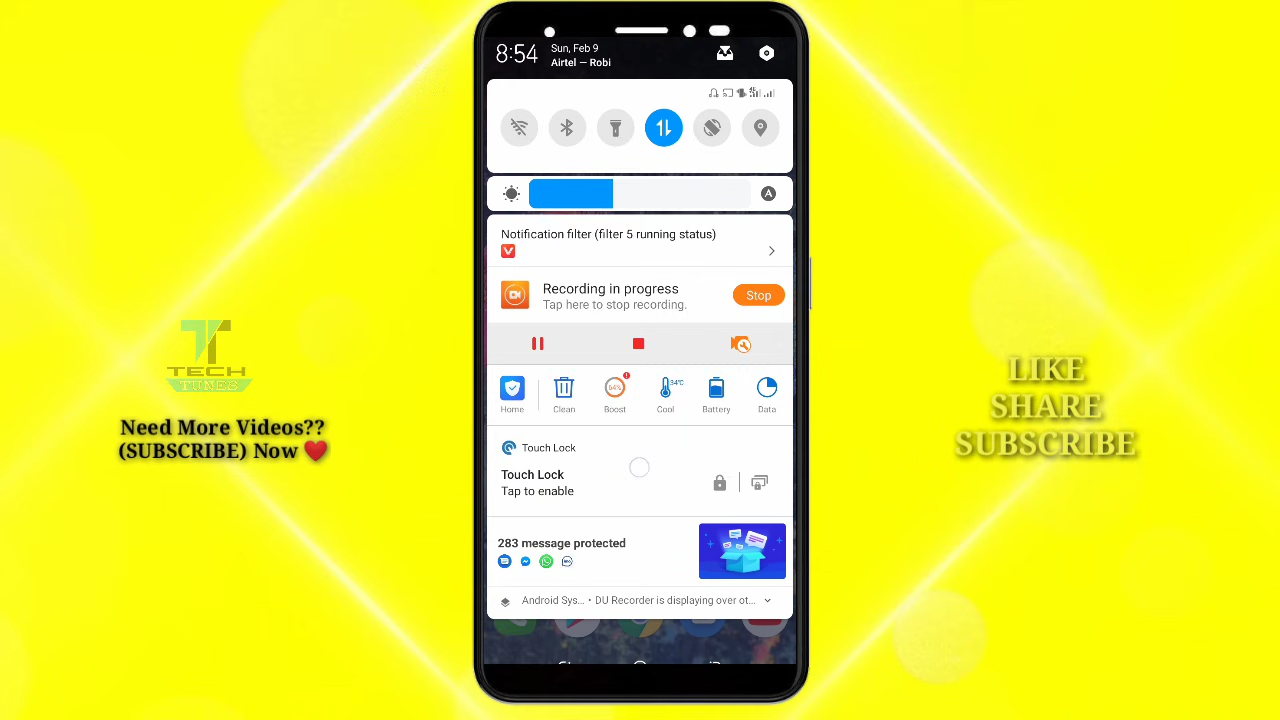 8:54
Sun, Feb 9
Airtel — Robi
A
Notification filter (filter 5 running status)
Recording in progress
Tap here to stop recording.
Stop
34°C
Home
Clean
Boost
Cool
Battery
Data
Touch Lock
Touch Lock
Tap to enable
283 message protected
Android Sys... • DU Recorder is displaying over ot...
TECH
TUNES
Need More Videos??
(SUBSCRIBE) Now ❤️
LIKE
SHARE
SUBSCRIBE